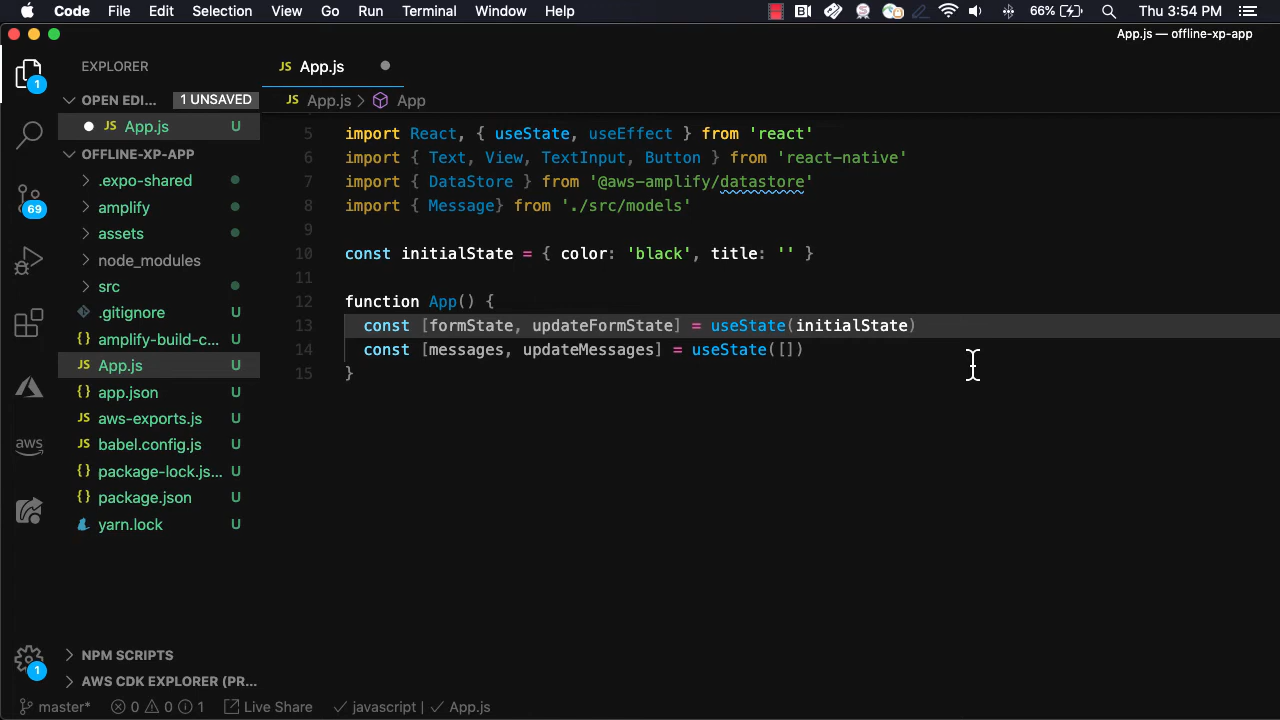 Code File Edit Selection View Go Run Terminal Window Help 66% Thu 3:54 PM
App.js — offline-xp-app
EXPLORER
JS App.js
OPEN EDI... 1 UNSAVED
JS App.js > App
JS App.js U
OFFLINE-XP-APP
.expo-shared
amplify
assets
node_modules
src
.gitignore U
{} amplify-build-c... U
JS App.js U
{} app.json U
JS aws-exports.js U
JS babel.config.js U
{} package-lock.js... U
{} package.json U
yarn.lock U
1
69
aws
1
NPM SCRIPTS
AWS CDK EXPLORER (PR...
5 import React, { useState, useEffect } from 'react'
6 import { Text, View, TextInput, Button } from 'react-native'
7 import { DataStore } from '@aws-amplify/datastore'
8 import { Message} from './src/models'
9
10 const initialState = { color: 'black', title: '' }
11
12 function App() {
13 const [formState, updateFormState] = useState(initialState)
14 const [messages, updateMessages] = useState([])
15 }
master* 0 0 1 Live Share javascript | App.js